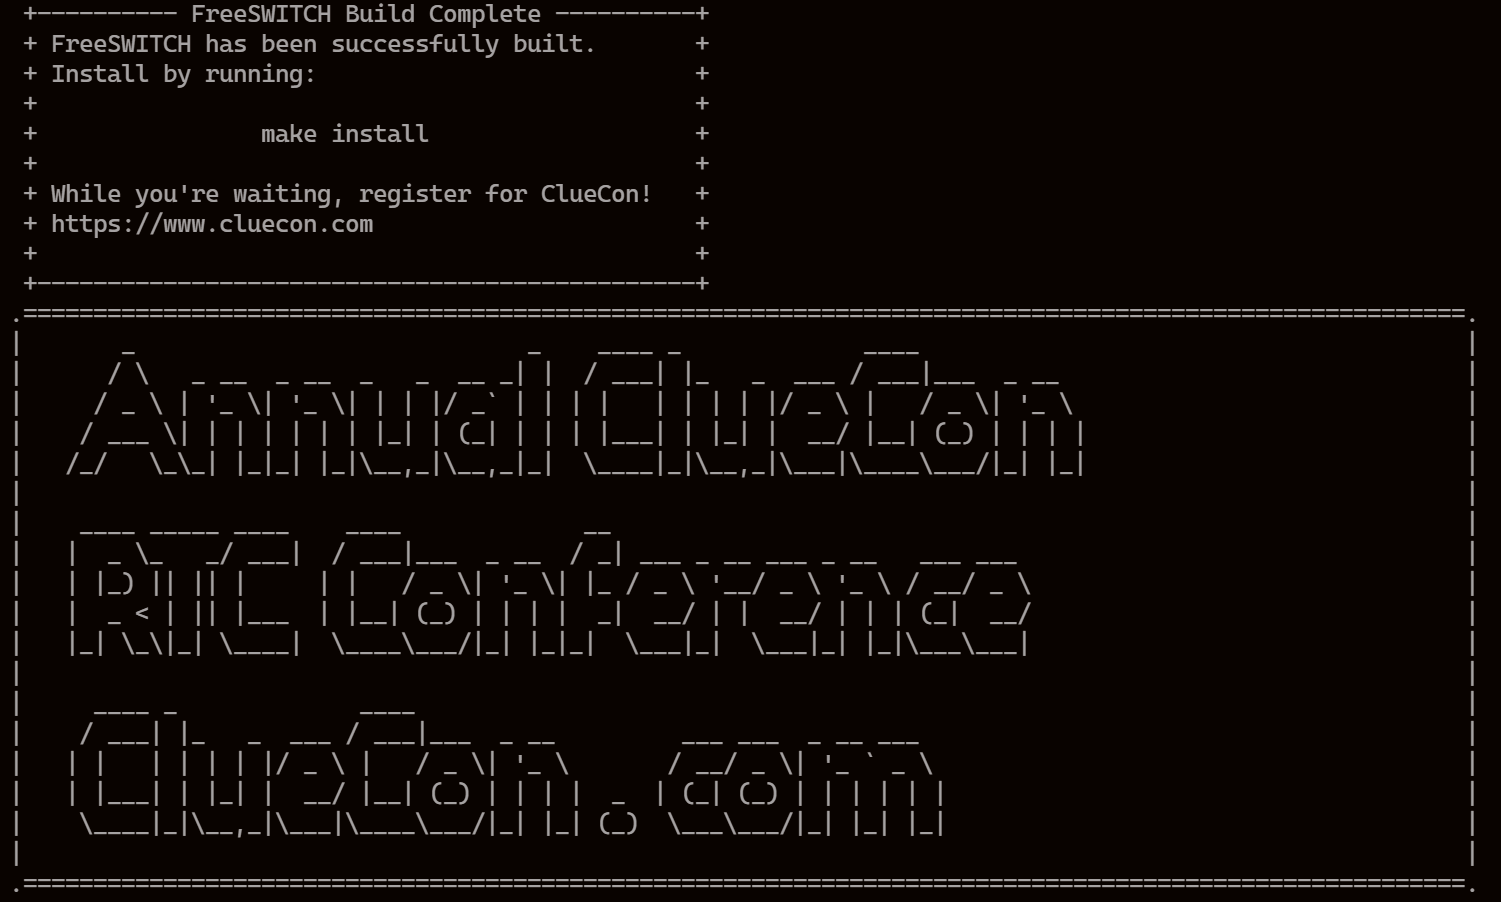 FreeSWITCH Build Complete
FreeSWITCH has been successfully built.
Install by running:
make install
While you're waiting, register for ClueCon!
https://www.cluecon.com
Annual ClueCon
RTC Conference
ClueCon.com